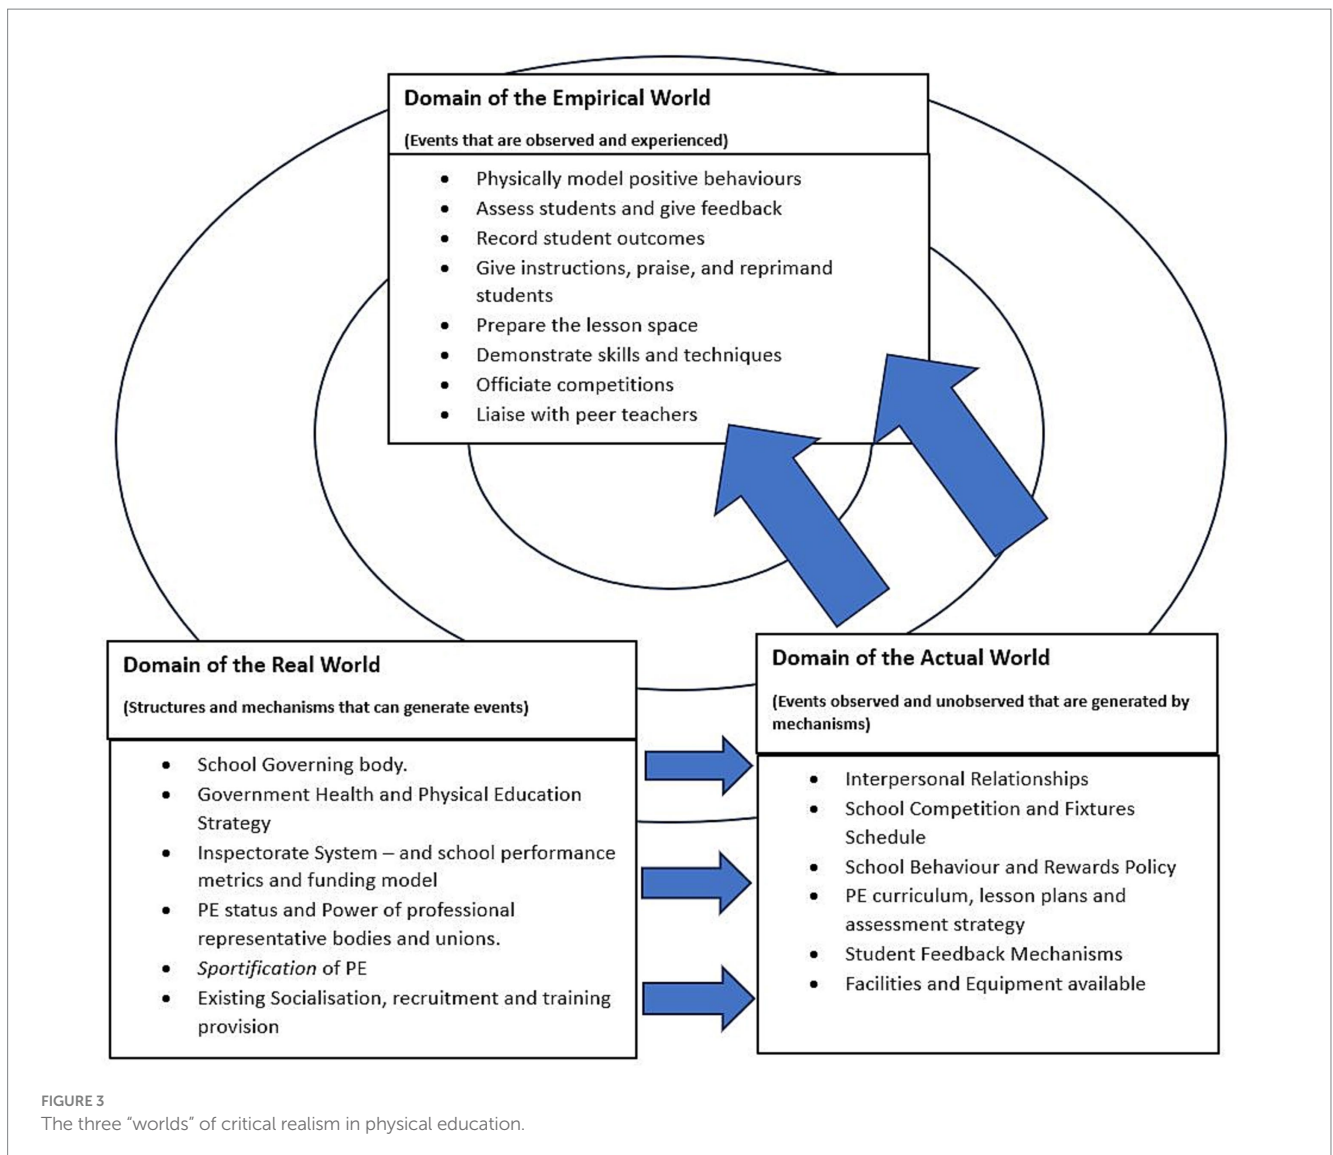 Domain of the Empirical World
(Events that are observed and experienced)
• Physically model positive behaviours
• Assess students and give feedback
• Record student outcomes
• Give instructions, praise, and reprimand
students
• Prepare the lesson space
• Demonstrate skills and techniques
• Officiate competitions
• Liaise with peer teachers
Domain of the Real World
(Structures and mechanisms that can generate events)
• School Governing body.
• Government Health and Physical Education
Strategy
• Inspectorate System – and school performance
metrics and funding model
• PE status and Power of professional
representative bodies and unions.
• Sportification of PE
• Existing Socialisation, recruitment and training
provision
Domain of the Actual World
(Events observed and unobserved that are generated by
mechanisms)
• Interpersonal Relationships
• School Competition and Fixtures
Schedule
• School Behaviour and Rewards Policy
• PE curriculum, lesson plans and
assessment strategy
• Student Feedback Mechanisms
• Facilities and Equipment available
FIGURE 3
The three “worlds” of critical realism in physical education.